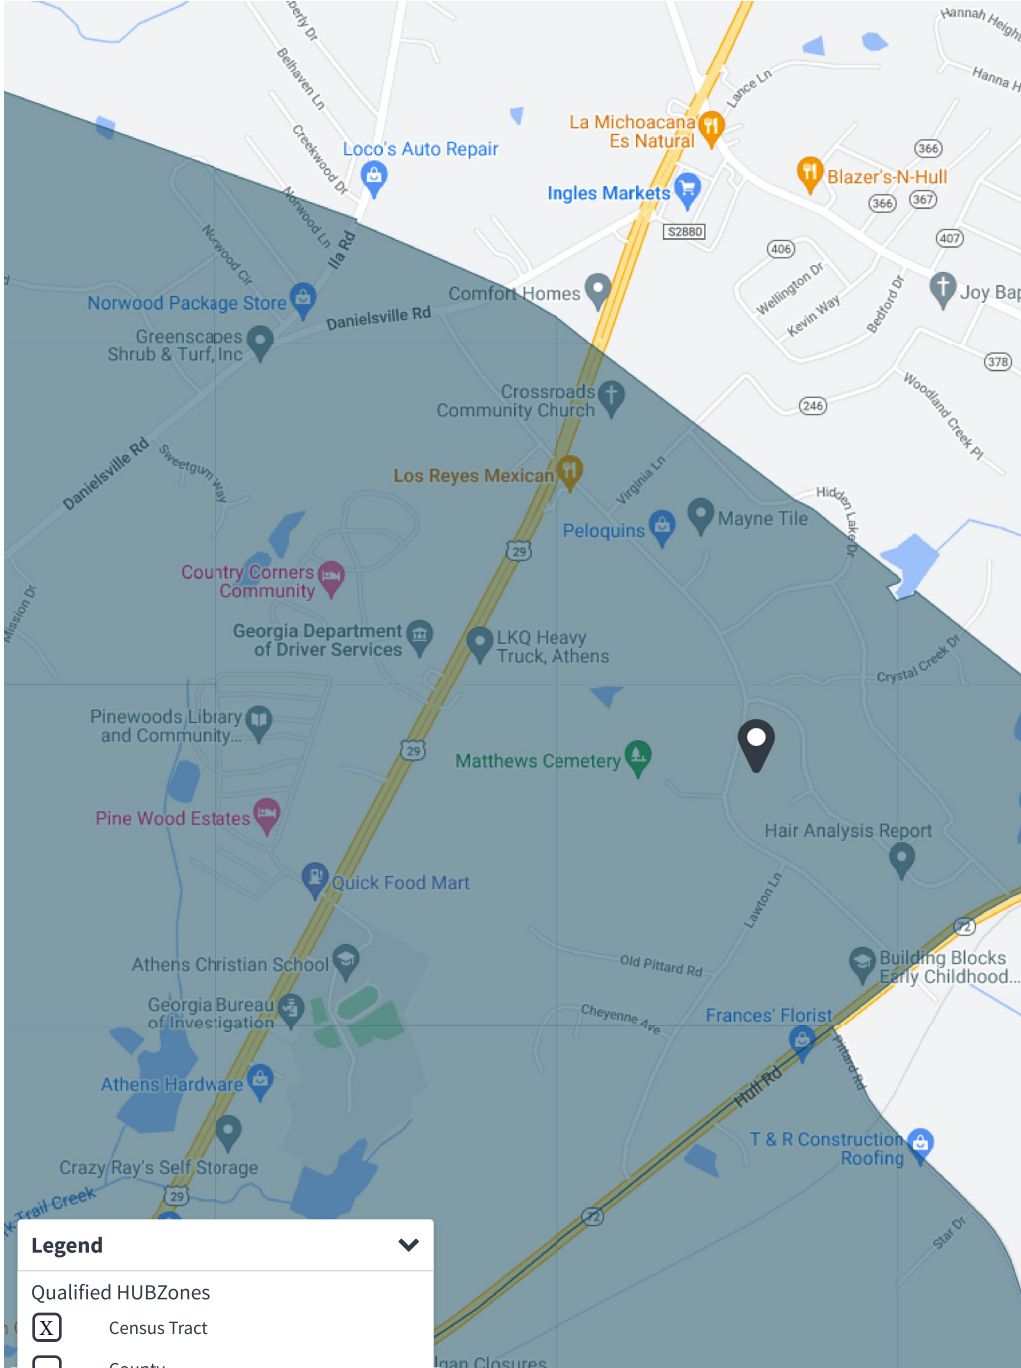 Hannah Height
Hanna H
Belhaven Ln
Lance Ln
La Michoacana
Es Natural
Creekwood Dr
Loco's Auto Repair
366
Blazer's-N-Hull
Ingles Markets
366
367
Norwood Ln
S2880
407
Ila Rd
406
Norwood Cir
Wellington Dr
Comfort Homes
Joy Bap
Kevin Way
Bedford Dr
Norwood Package Store
Danielsville Rd
Greenscapes
Shrub & Turf, Inc
378
Crossroads
Community Church
246
Woodland Creek Pl
Danielsville Rd
Sweetgum Way
Los Reyes Mexican
Virginia Ln
Hidden Lake Dr
Peloquins
Mayne Tile
29
Country Corners
Community
Mission Dr
Georgia Department
of Driver Services
LKQ Heavy
Truck, Athens
Crystal Creek Dr
Pinewoods Library
and Community...
29
Matthews Cemetery
Pine Wood Estates
Hair Analysis Report
Quick Food Mart
Lawton Ln
72
Athens Christian School
Old Pittard Rd
Building Blocks
Early Childhood...
Georgia Bureau
of Investigation
Cheyenne Ave
Frances' Florist
Pittard Rd
Athens Hardware
Hull Rd
T & R Construction
Roofing
Crazy Ray's Self Storage
29
rk Trail Creek
72
Star Dr
Legend
Qualified HUBZones
X
Census Tract
County
lgan Closures